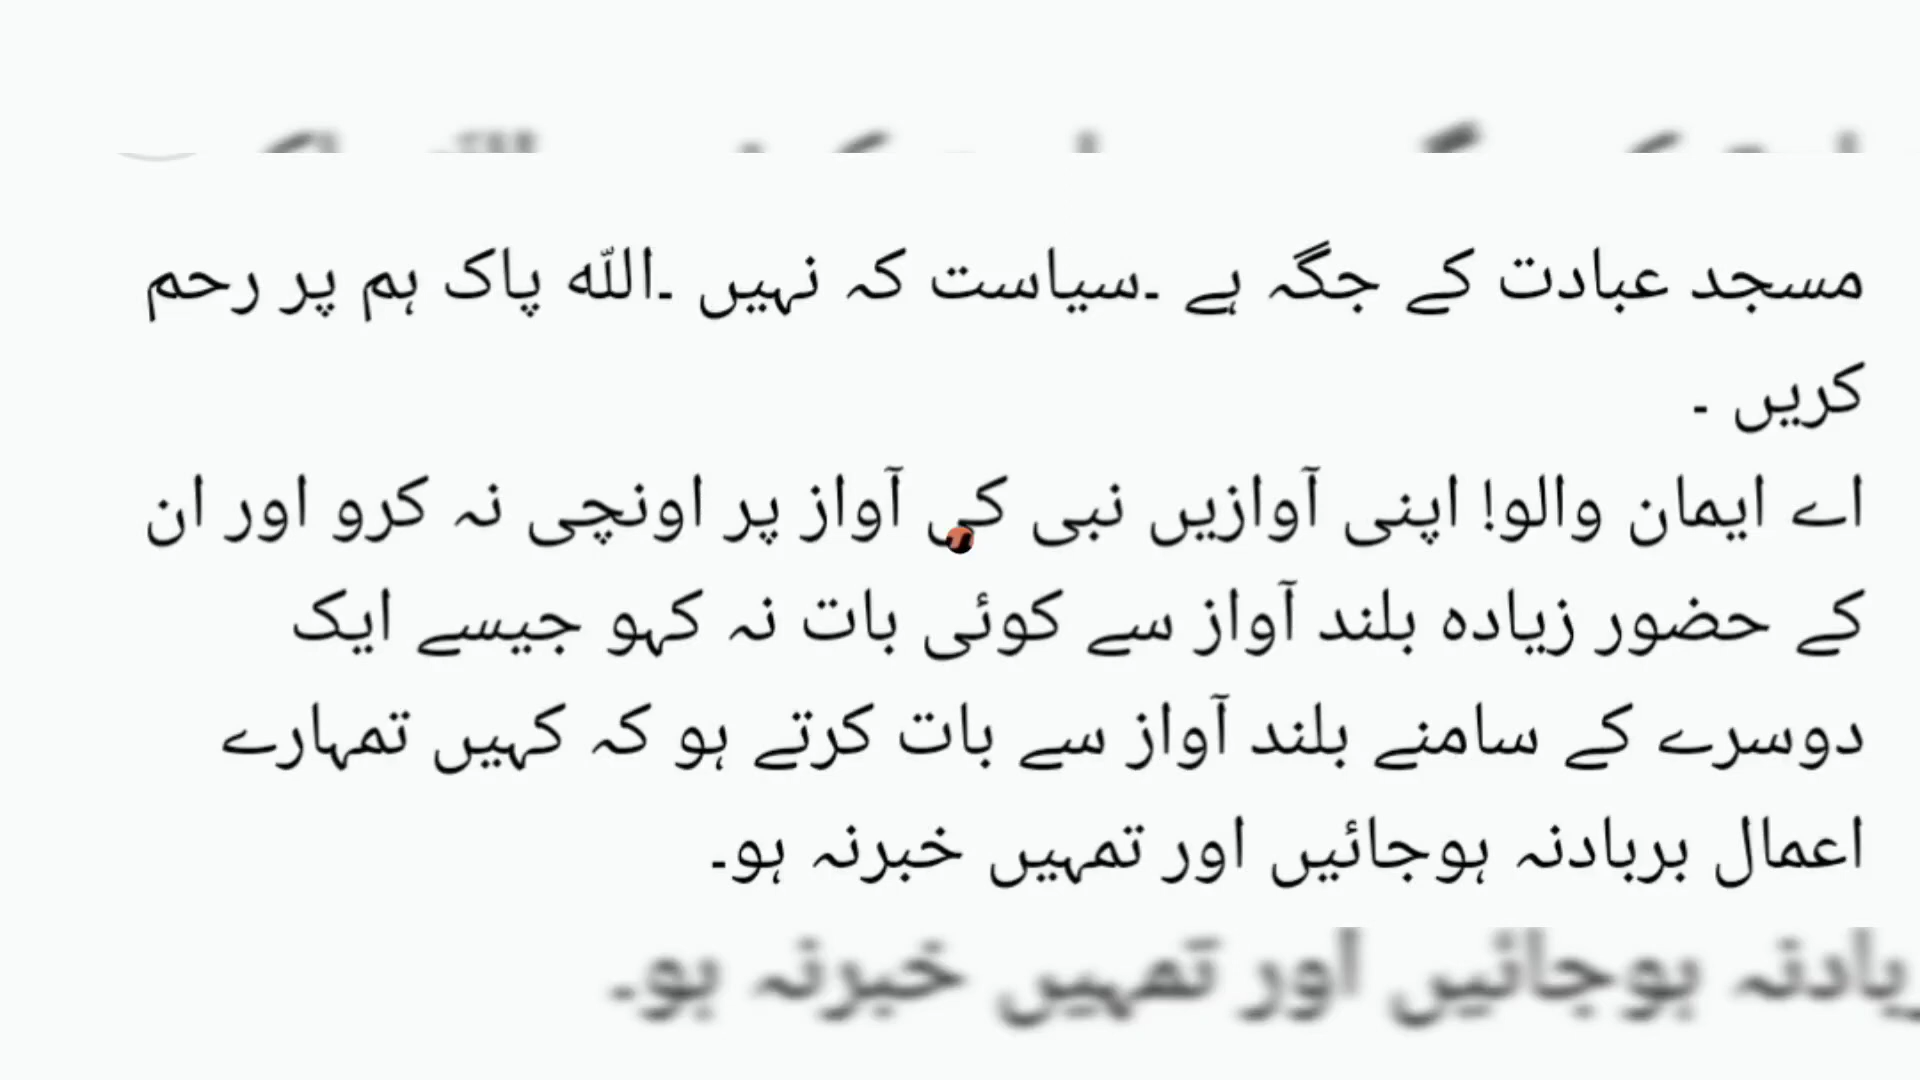 مسجد عبادت کے جگہ ہے ۔سیاست کہ نہیں ۔اللّٰہ پاک ہم پر رحم
کریں ۔
اے ایمان والو! اپنی آوازیں نبی کی آواز پر اونچی نہ کرو اور ان
کے حضور زیادہ بلند آواز سے کوئی بات نہ کہو جیسے ایک
دوسرے کے سامنے بلند آواز سے بات کرتے ہو کہ کہیں تمہارے
اعمال بربادنہ ہوجائیں اور تمہیں خبرنہ ہو۔
ربادنہ ہوجائیں اور تمہیں خبرنہ ہو۔